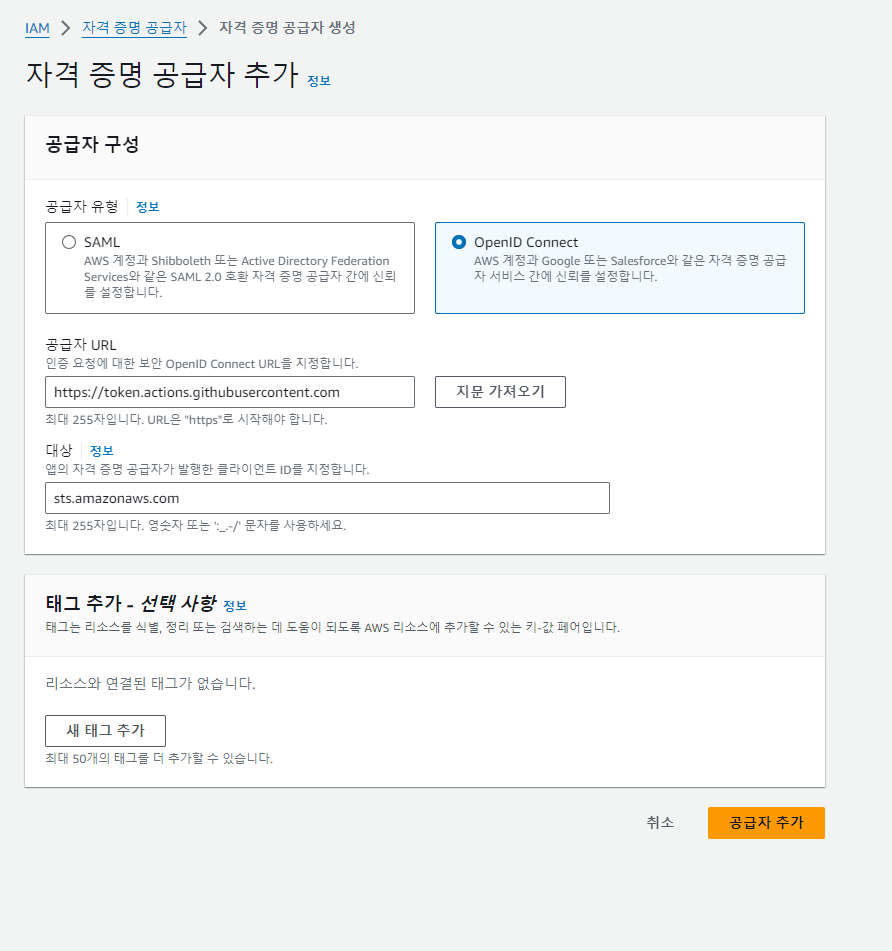 IAM > 자격 증명 공급자 > 자격 증명 공급자 생성
자격 증명 공급자 추가 정보
공급자 구성
공급자 유형 정보
SAML
AWS 계정과 Shibboleth 또는 Active Directory Federation
Services와 같은 SAML 2.0 호환 자격 증명 공급자 간에 신뢰
를 설정합니다.
OpenID Connect
AWS 계정과 Google 또는 Salesforce와 같은 자격 증명 공급
자 서비스 간에 신뢰를 설정합니다.
공급자 URL
인증 요청에 대한 보안 OpenID Connect URL을 지정합니다.
https://token.actions.githubusercontent.com
지문 가져오기
최대 255자입니다. URL은 "https"로 시작해야 합니다.
대상 정보
앱의 자격 증명 공급자가 발행한 클라이언트 ID를 지정합니다.
sts.amazonaws.com
최대 255자입니다. 영숫자 또는 ':_.-/' 문자를 사용하세요.
태그 추가 - 선택 사항 정보
태그는 리소스를 식별, 정리 또는 검색하는 데 도움이 되도록 AWS 리소스에 추가할 수 있는 키-값 페어입니다.
리소스와 연결된 태그가 없습니다.
새 태그 추가
최대 50개의 태그를 더 추가할 수 있습니다.
취소
공급자 추가